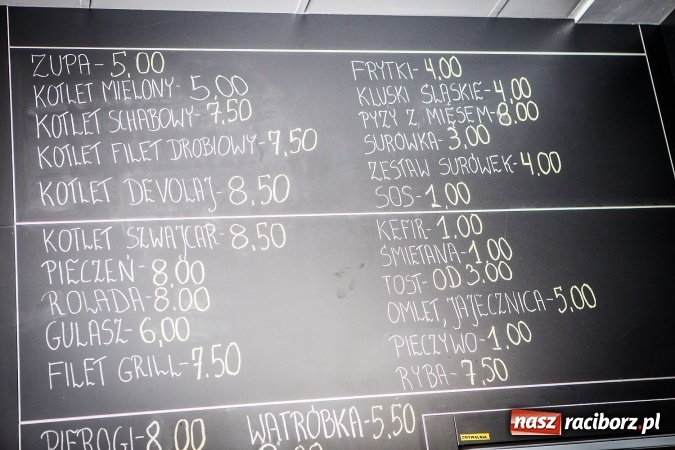 ZUPA-5,00
KOTLET MIELONY-5,00
KOTLET SCHABOWY-7,50
KOTLET FILET DROBIOWY-7,50
KOTLET DEVOLAJ-8,50
KOTLET SZWAJCAR-8,50
PIECZEŃ-8,00
ROLADA-8,00
GULASZ-6,00
FILET GRILL-7,50
PIEROGI-8,00
FRYTKI-4,00
KLUSKI ŚLĄSKIE-4,00
PYZY Z MIĘSEM-8,00
SURÓWKA-3,00
ZESTAW SURÓWEK-4,00
SOS-1,00
KEFIR-1,00
ŚMIETANA-1,00
TOST-OD 3,00
OMLET, JAJECZNICA-5,00
PIECZYWO-1,00
RYBA-7,50
WĄTRÓBKA-5,50
ZMYWALNIA
nasz raciborz.pl